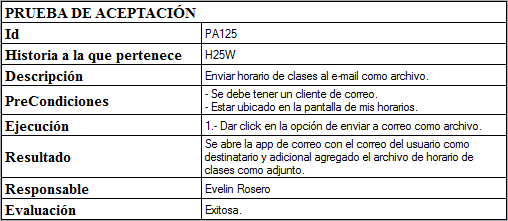 PRUEBA DE ACEPTACIÓN
Id PA125
Historia a la que pertenece H25W
Descripción Enviar horario de clases al e-mail como archivo.
PreCondiciones - Se debe tener un cliente de correo.
- Estar ubicado en la pantalla de mis horarios.
Ejecución 1.- Dar click en la opción de enviar a correo como archivo.
Resultado Se abre la app de correo con el correo del usuario como
destinatario y adicional agregado el archivo de horario de
clases como adjunto.
Responsable Evelin Rosero
Evaluación Exitosa.